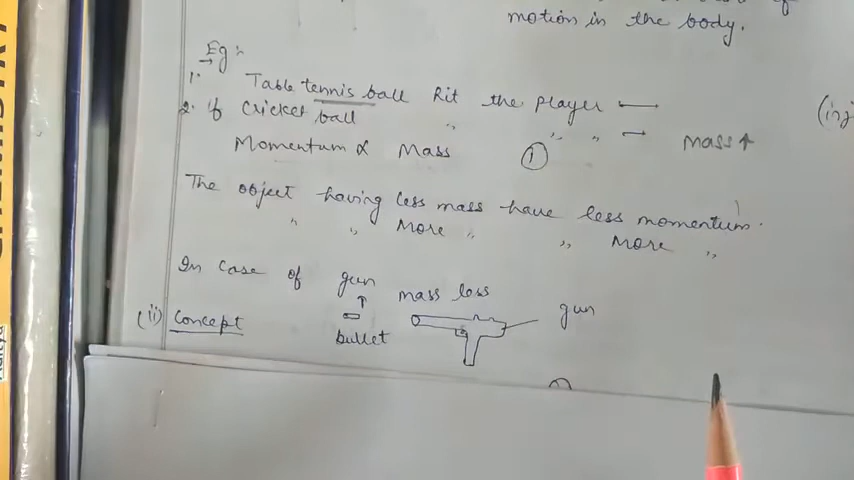 motion in the body.
Eg :-
1. Table tennis ball Hit the player
2. if cricket ball " " " Mass ↑
Momentum ∝ Mass ①
The object having less mass have less momentum.
" " More " " More "
In case of gun mass less
(ii) Concept
bullet
gun